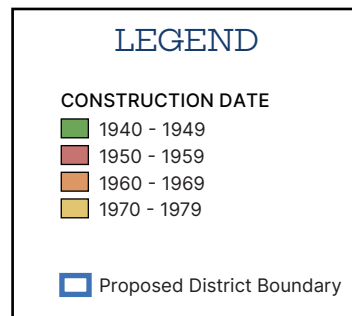 LEGEND
CONSTRUCTION DATE
1940 - 1949
1950 - 1959
1960 - 1969
1970 - 1979
Proposed District Boundary